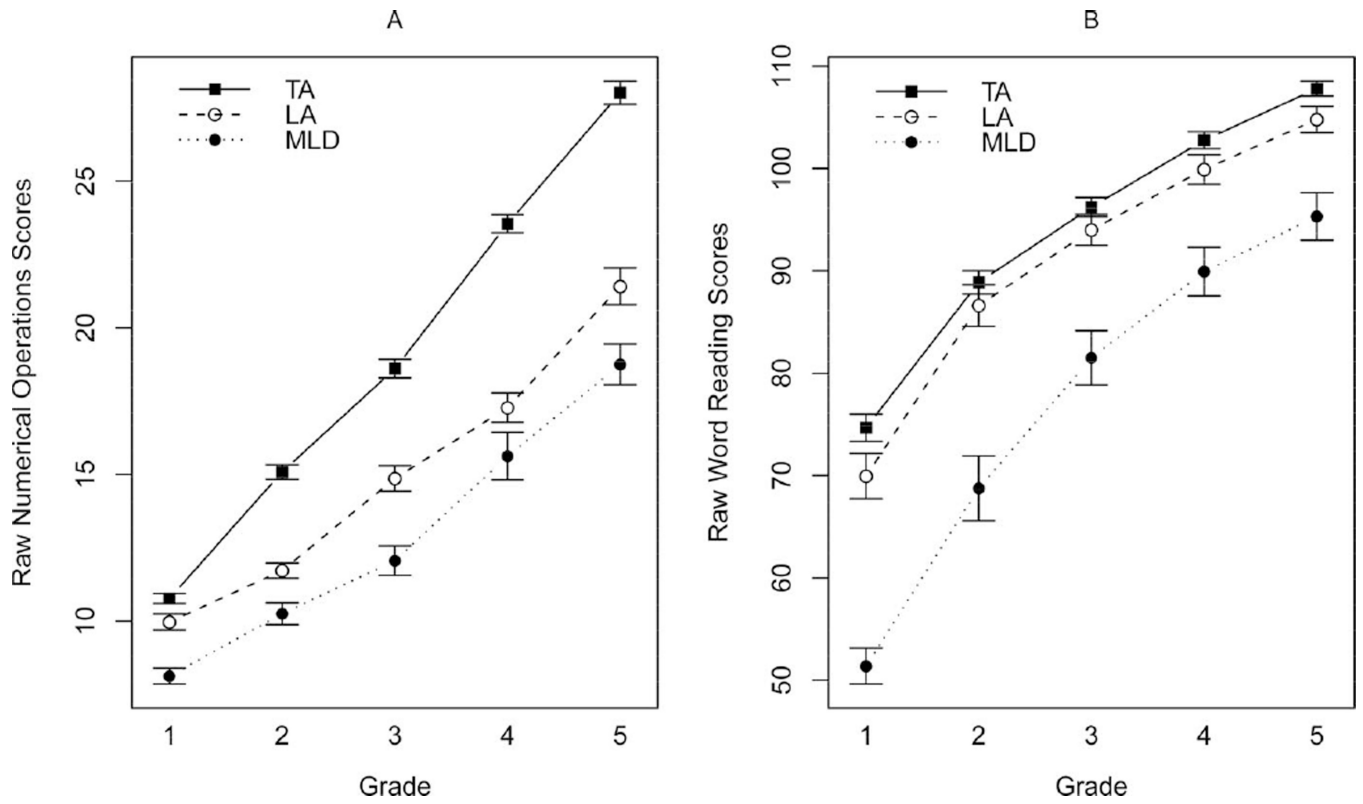 A
Raw Numerical Operations Scores
25
20
15
10
TA
LA
MLD
1 2 3 4 5
Grade
B
Raw Word Reading Scores
110
100
90
80
70
60
50
TA
LA
MLD
1 2 3 4 5
Grade